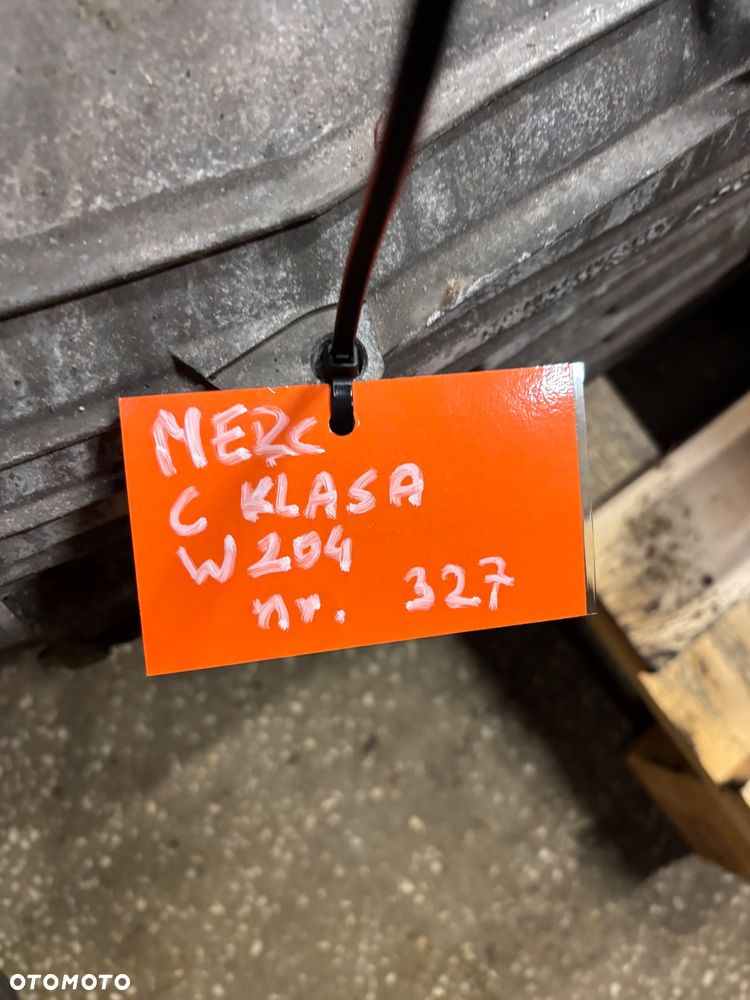 MERC
C KLASA
W204
nr. 327
OTOMOTO